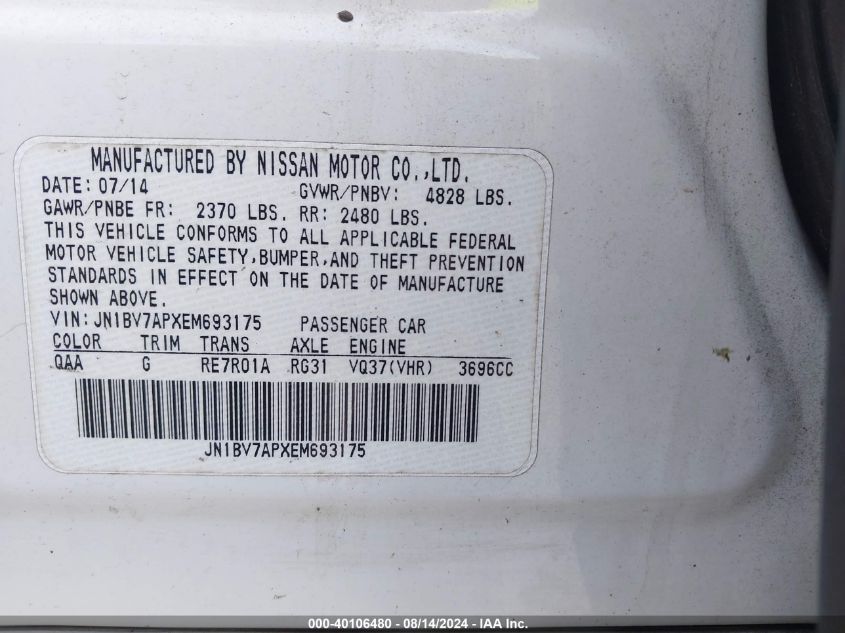 MANUFACTURED BY NISSAN MOTOR CO.,LTD.
DATE: 07/14 GVWR/PNBV: 4828 LBS.
GAWR/PNBE FR: 2370 LBS. RR: 2480 LBS.
THIS VEHICLE CONFORMS TO ALL APPLICABLE FEDERAL
MOTOR VEHICLE SAFETY,BUMPER,AND THEFT PREVENTION
STANDARDS IN EFFECT ON THE DATE OF MANUFACTURE
SHOWN ABOVE.
VIN:JN1BV7APXEM693175 PASSENGER CAR
COLOR TRIM TRANS AXLE ENGINE
QAA G RE7R01A RG31 VQ37(VHR) 3696CC
JN1BV7APXEM693175
000-40106480 - 08/14/2024 - IAA Inc.